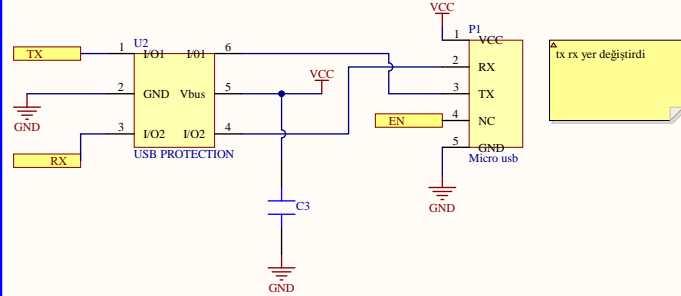 VCC
U2
P1
TX
1
I/O1
I/01
6
1
VCC
tx rx yer değiştirdi
2
RX
VCC
2
GND
Vbus
5
3
TX
GND
EN
4
NC
3
I/O2
I/O2
4
RX
USB PROTECTION
5
GND
Micro usb
C3
GND
GND